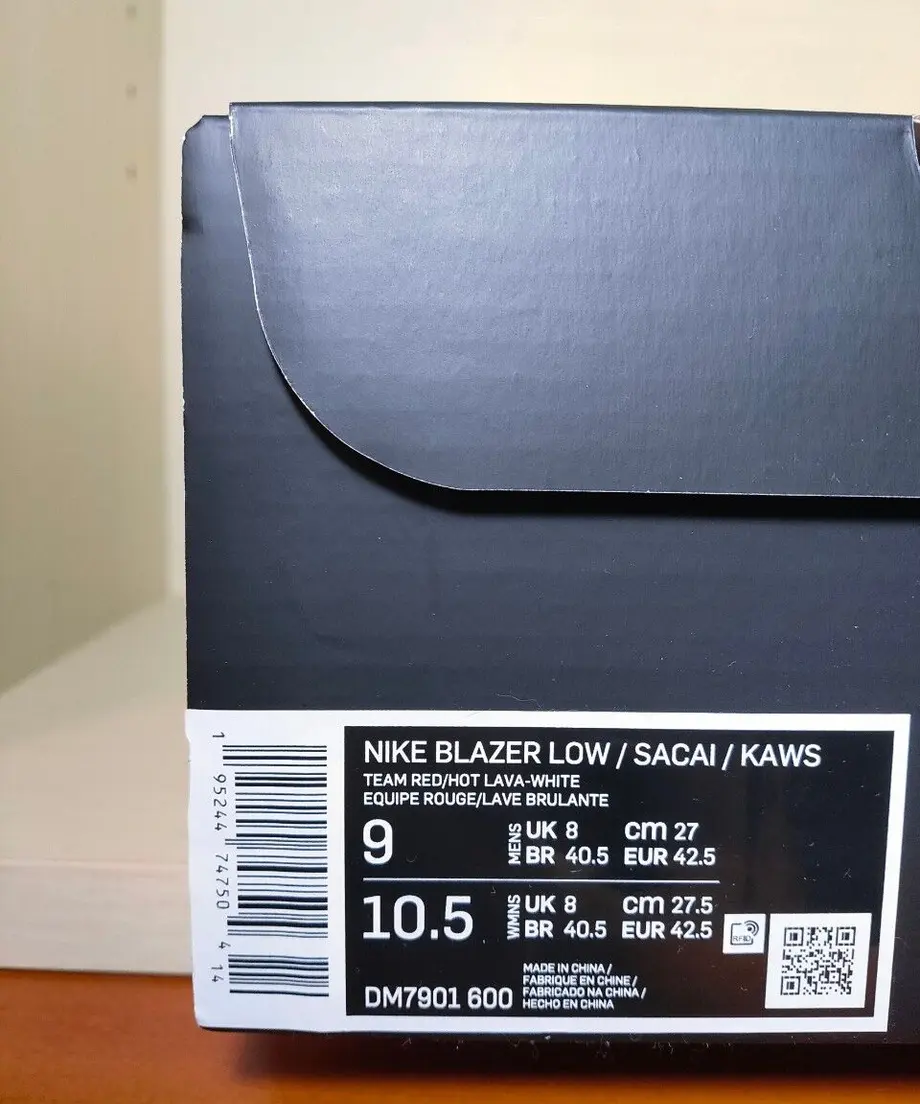 NIKE BLAZER LOW / SACAI / KAWS
TEAM RED/HOT LAVA-WHITE
EQUIPE ROUGE/LAVE BRULANTE
9 MENS UK 8 cm 27
BR 40.5 EUR 42.5
10.5 WMNS UK 8 cm 27.5
BR 40.5 EUR 42.5
RFID
DM7901 600
MADE IN CHINA /
FABRIQUE EN CHINE /
FABRICADO NA CHINA /
HECHO EN CHINA
1 95244 74750 4 14